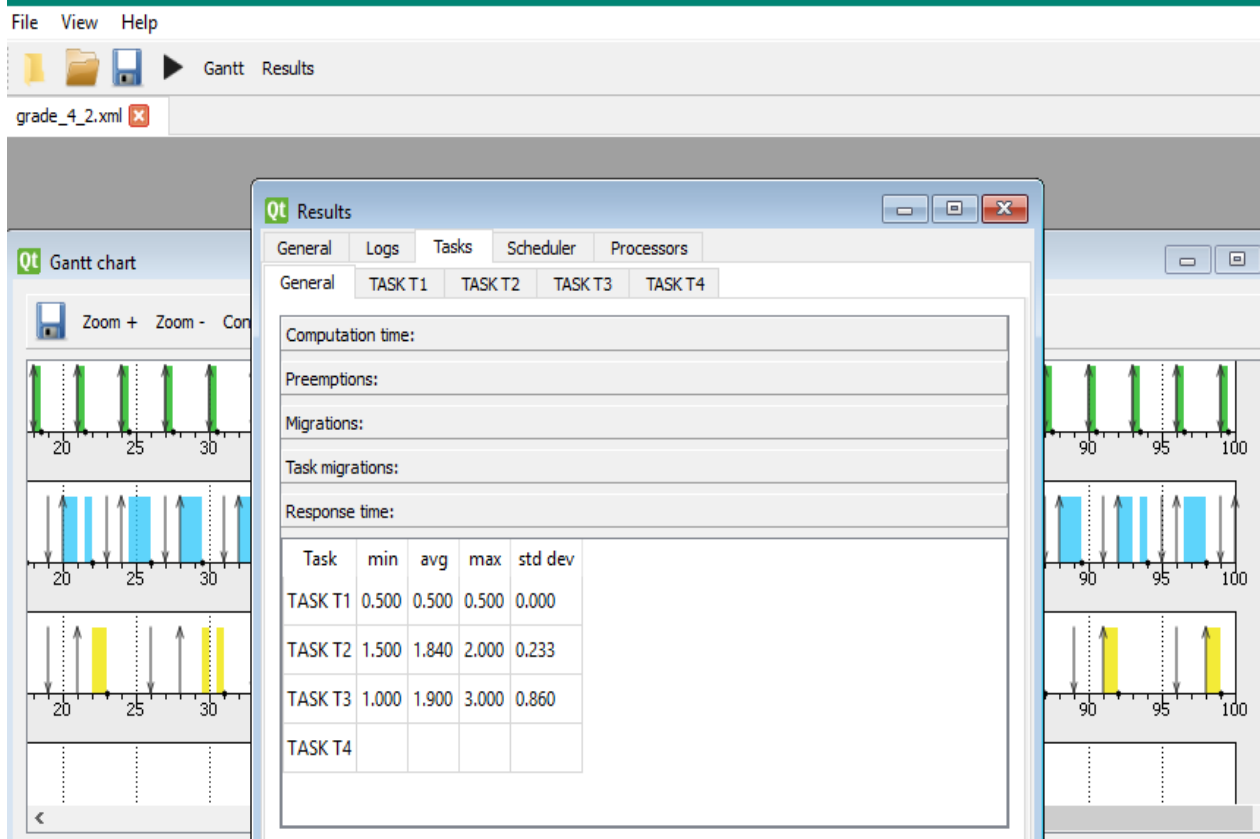 File View Help
Gantt Results
grade_4_2.xml
Qt Results
General Logs Tasks Scheduler Processors
Qt Gantt chart
General TASK T1 TASK T2 TASK T3 TASK T4
Zoom + Zoom - Con
Computation time:
Preemptions:
Migrations:
Task migrations:
Response time:
Task min avg max std dev
TASK T1 0.500 0.500 0.500 0.000
TASK T2 1.500 1.840 2.000 0.233
TASK T3 1.000 1.900 3.000 0.860
TASK T4
20 25 30 90 95 100
20 25 30 90 95 100
20 25 30 90 95 100